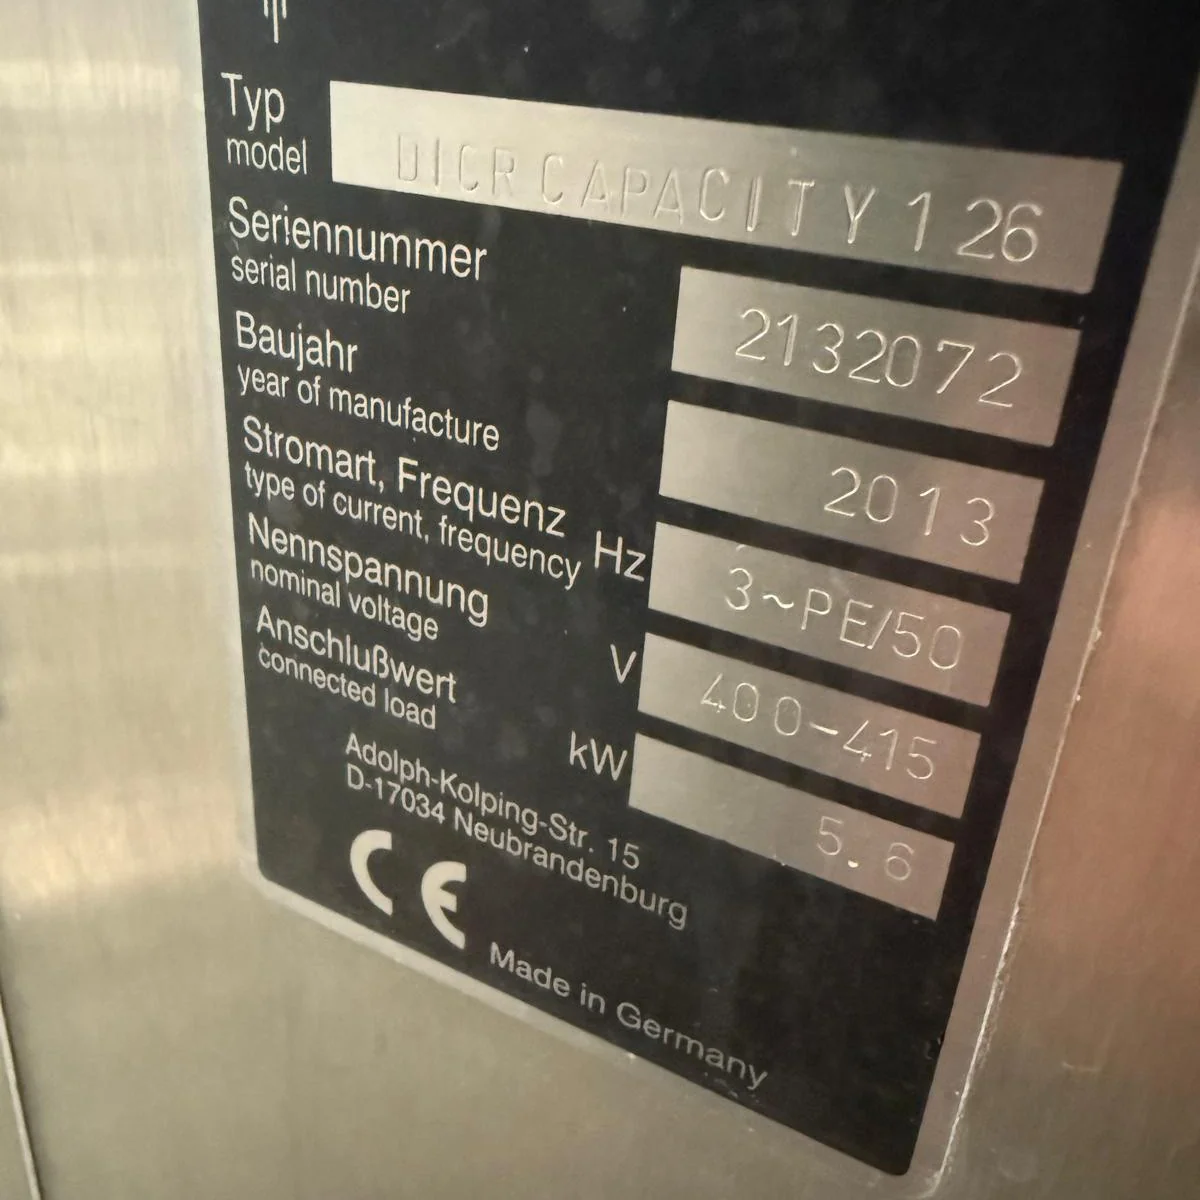 Typ
model
DICR CAPACITY 126
Seriennummer
serial number
2132072
Baujahr
year of manufacture
2013
Stromart, Frequenz
type of current, frequency
Hz
3~PE/50
Nennspannung
nominal voltage
V
400-415
Anschlußwert
connected load
kW
5.6
Adolph-Kolping-Str. 15
D-17034 Neubrandenburg
CE
Made in Germany